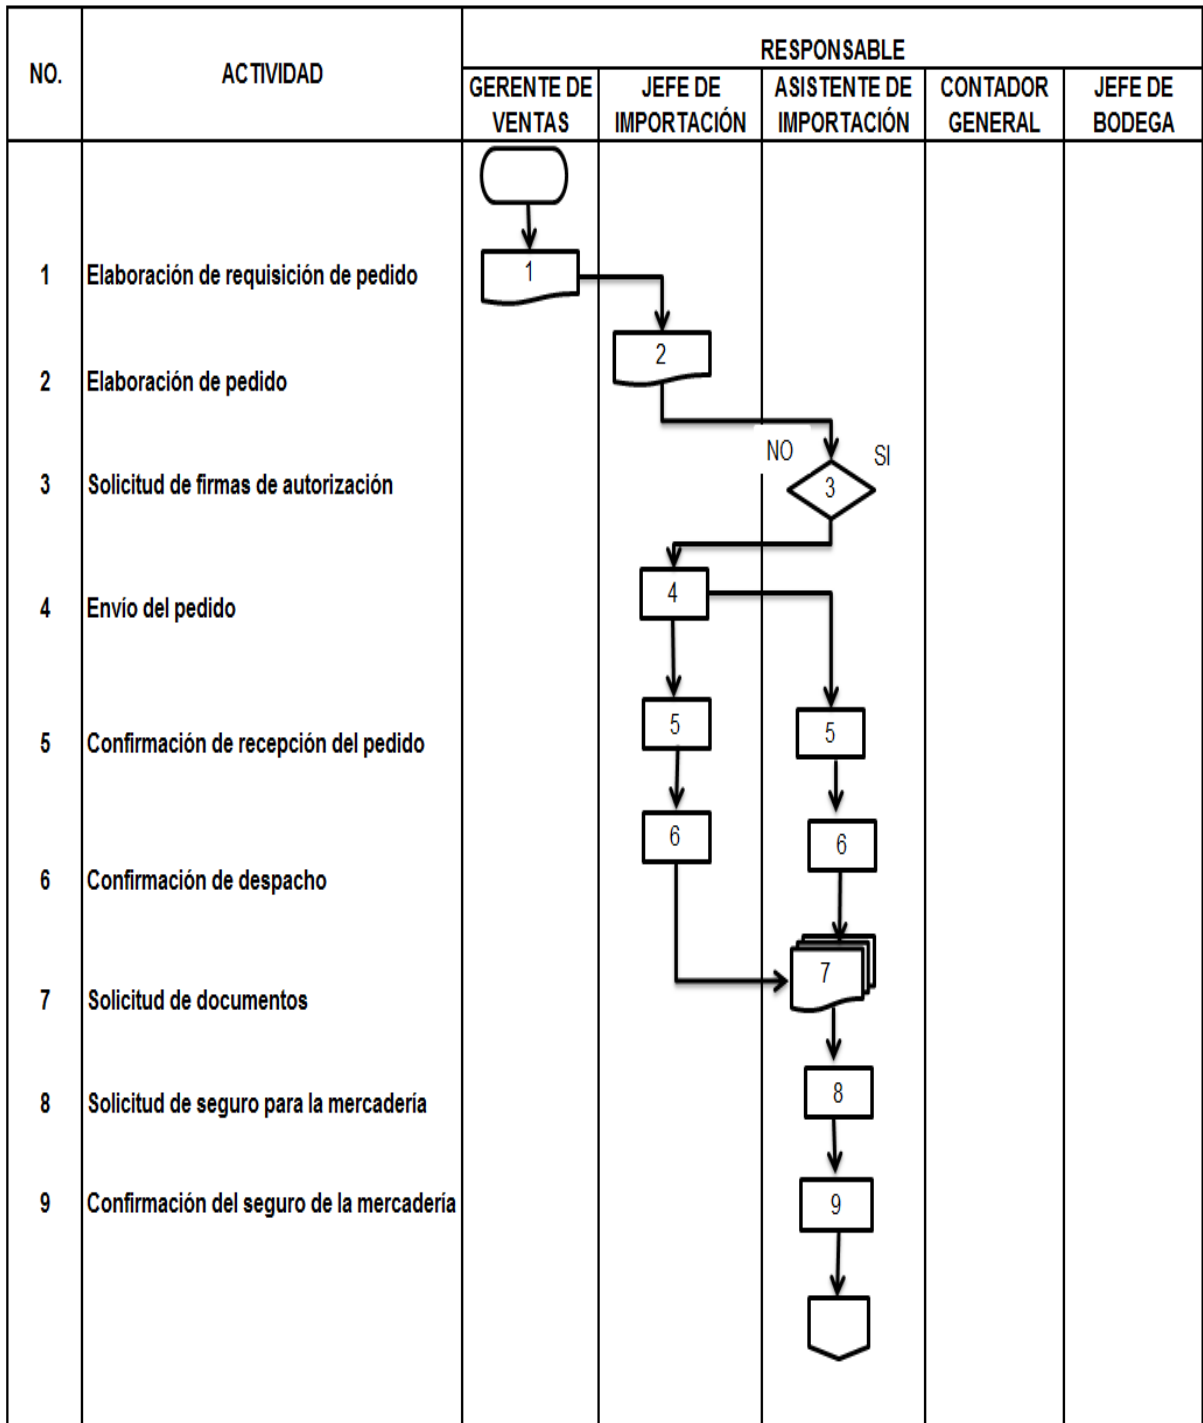 NO.
ACTIVIDAD
RESPONSABLE
GERENTE DE
VENTAS
JEFE DE
IMPORTACIÓN
ASISTENTE DE
IMPORTACIÓN
CONTADOR
GENERAL
JEFE DE
BODEGA
1 Elaboración de requisición de pedido 1
2 Elaboración de pedido 2
NO SI
3 Solicitud de firmas de autorización 3
4 Envío del pedido 4
5 Confirmación de recepción del pedido 5 5
6 6
6 Confirmación de despacho
7 Solicitud de documentos 7
8 Solicitud de seguro para la mercadería 8
9 Confirmación del seguro de la mercadería 9